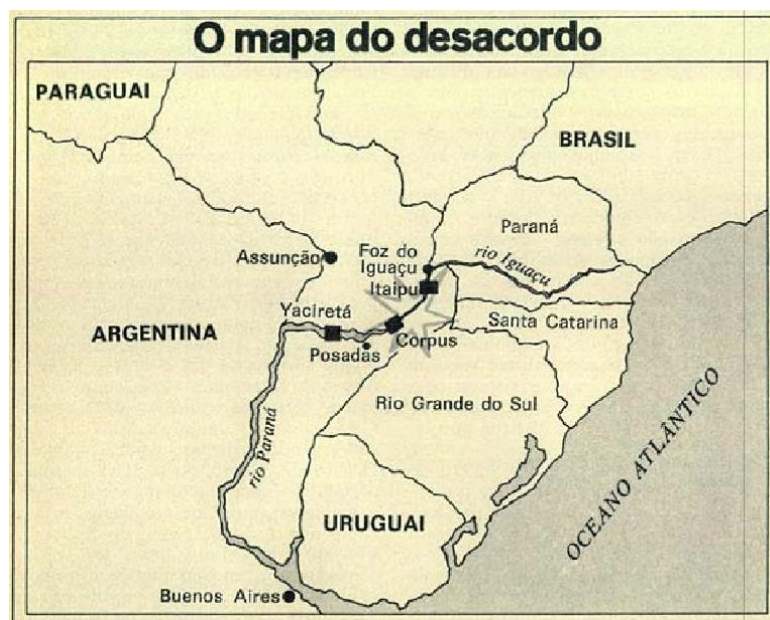 O mapa do desacordo
PARAGUAI
BRASIL
Paraná
Assunção
Foz do
Iguaçu
rio Iguaçu
Itaipu
Yaciretá
Santa Catarina
ARGENTINA
Corpus
Posadas
Rio Grande do Sul
rio Paraná
OCEANO ATLÂNTICO
URUGUAI
Buenos Aires